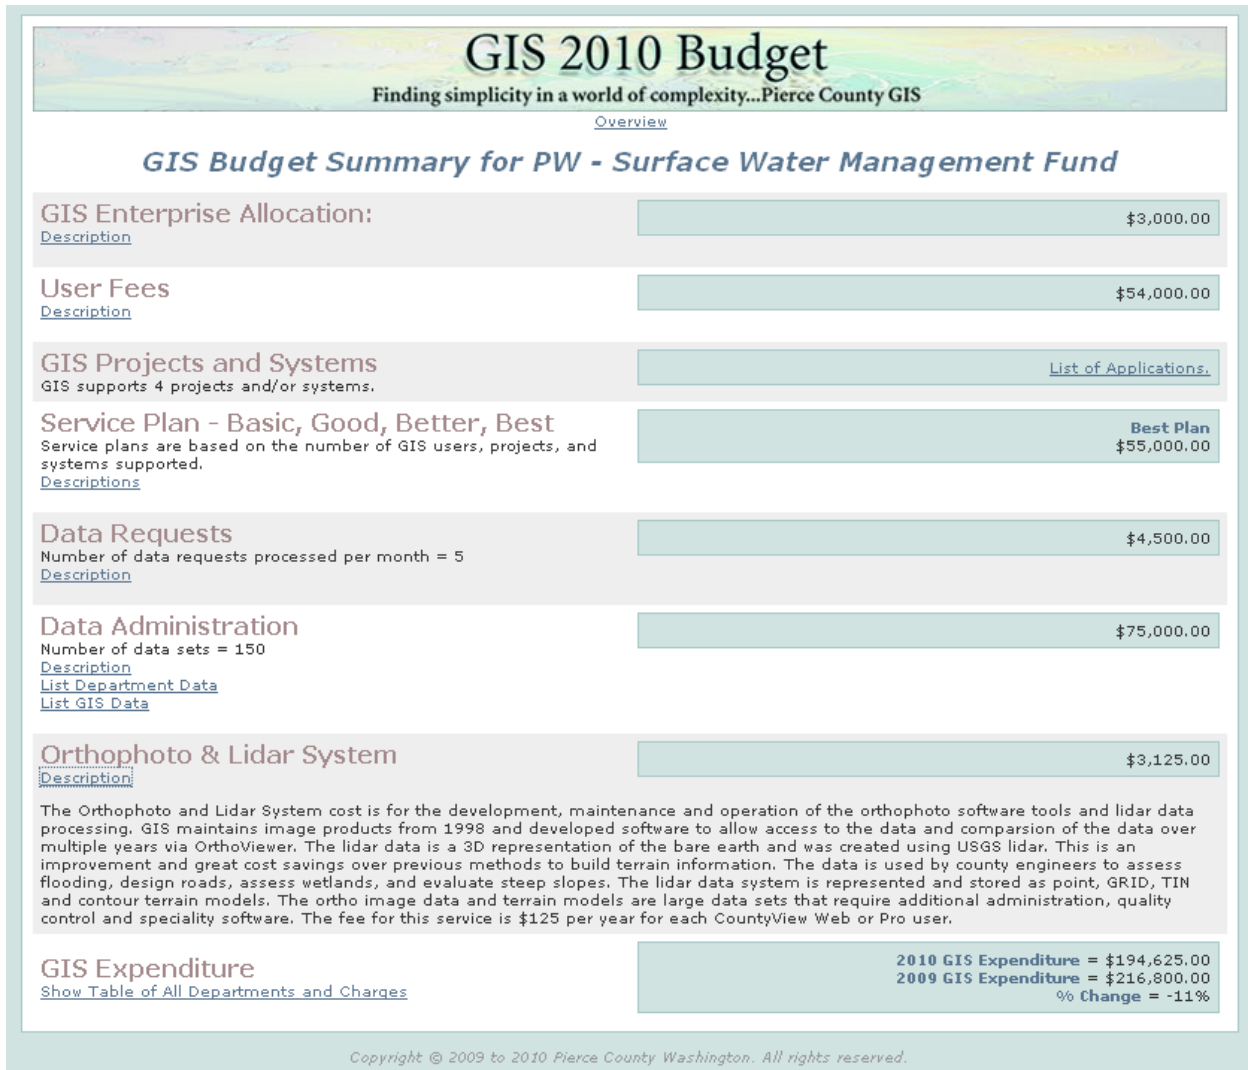 GIS 2010 Budget
Finding simplicity in a world of complexity...Pierce County GIS
Overview
GIS Budget Summary for PW - Surface Water Management Fund
GIS Enterprise Allocation:
Description
$3,000.00
User Fees
Description
$54,000.00
GIS Projects and Systems
GIS supports 4 projects and/or systems.
List of Applications.
Service Plan - Basic, Good, Better, Best
Service plans are based on the number of GIS users, projects, and
systems supported.
Descriptions
Best Plan
$55,000.00
Data Requests
Number of data requests processed per month = 5
Description
$4,500.00
Data Administration
Number of data sets = 150
Description
List Department Data
List GIS Data
$75,000.00
Orthophoto & Lidar System
Description
$3,125.00
The Orthophoto and Lidar System cost is for the development, maintenance and operation of the orthophoto software tools and lidar data
processing. GIS maintains image products from 1998 and developed software to allow access to the data and comparsion of the data over
multiple years via OrthoViewer. The lidar data is a 3D representation of the bare earth and was created using USGS lidar. This is an
improvement and great cost savings over previous methods to build terrain information. The data is used by county engineers to assess
flooding, design roads, assess wetlands, and evaluate steep slopes. The lidar data system is represented and stored as point, GRID, TIN
and contour terrain models. The ortho image data and terrain models are large data sets that require additional administration, quality
control and speciality software. The fee for this service is $125 per year for each CountyView Web or Pro user.
GIS Expenditure
Show Table of All Departments and Charges
2010 GIS Expenditure = $194,625.00
2009 GIS Expenditure = $216,800.00
% Change = -11%
Copyright © 2009 to 2010 Pierce County Washington. All rights reserved.